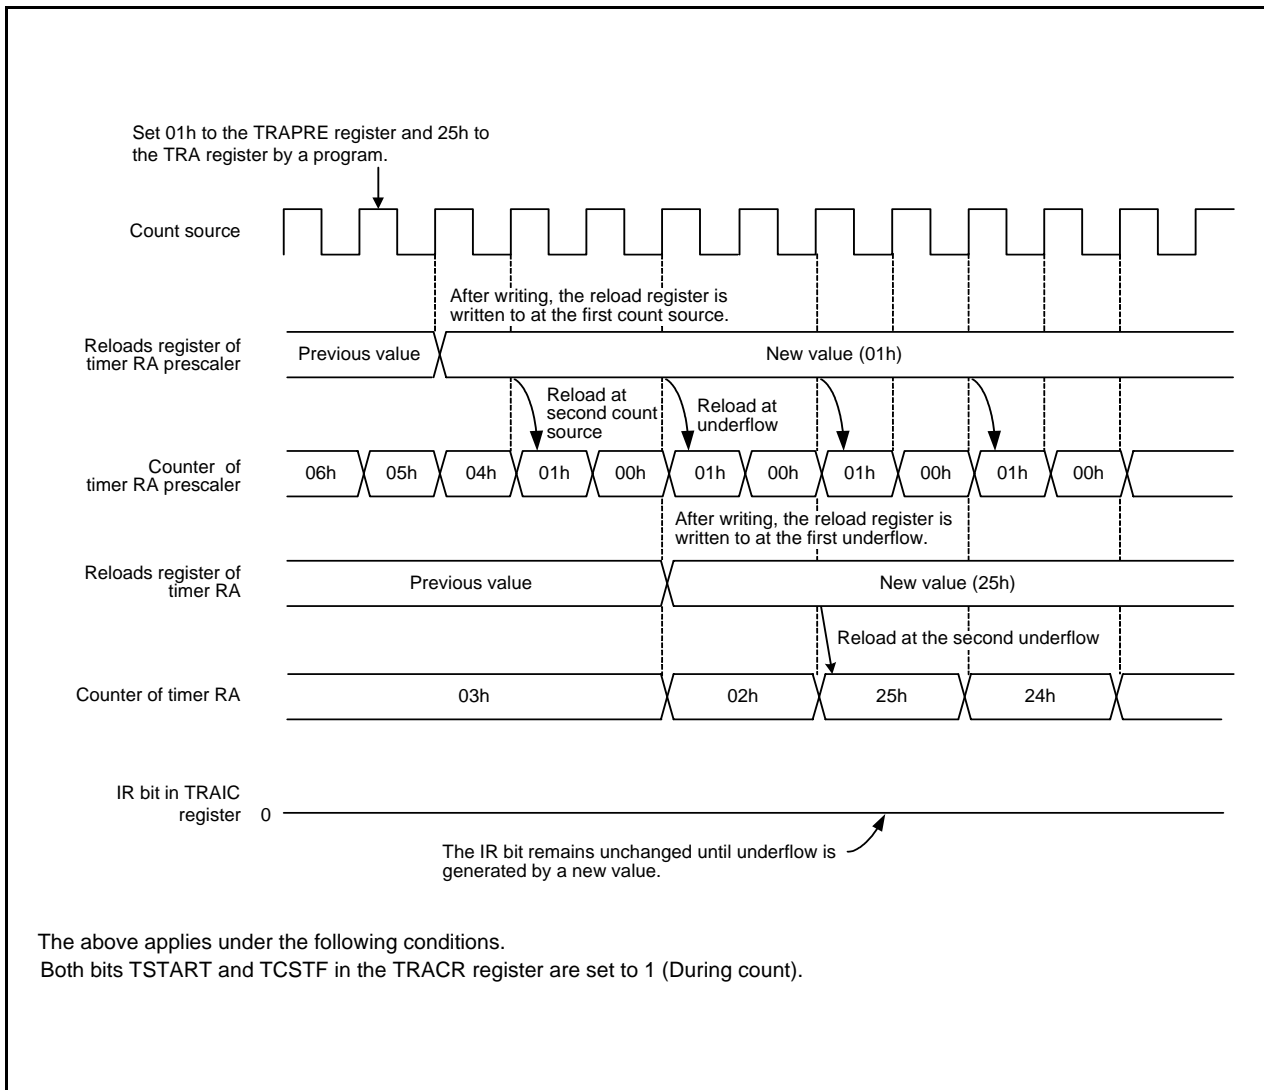 Set 01h to the TRAPRE register and 25h to
the TRA register by a program.
Count source
After writing, the reload register is
written to at the first count source.
Reloads register of
timer RA prescaler
Previous value
New value (01h)
Reload at
second count
source
Reload at
underflow
Counter of
timer RA prescaler
06h 05h 04h 01h 00h 01h 00h 01h 00h 01h 00h
After writing, the reload register is
written to at the first underflow.
Reloads register of
timer RA
Previous value
New value (25h)
Reload at the second underflow
Counter of timer RA
03h 02h 25h 24h
IR bit in TRAIC
register 0
The IR bit remains unchanged until underflow is
generated by a new value.
The above applies under the following conditions.
Both bits TSTART and TCSTF in the TRACR register are set to 1 (During count).